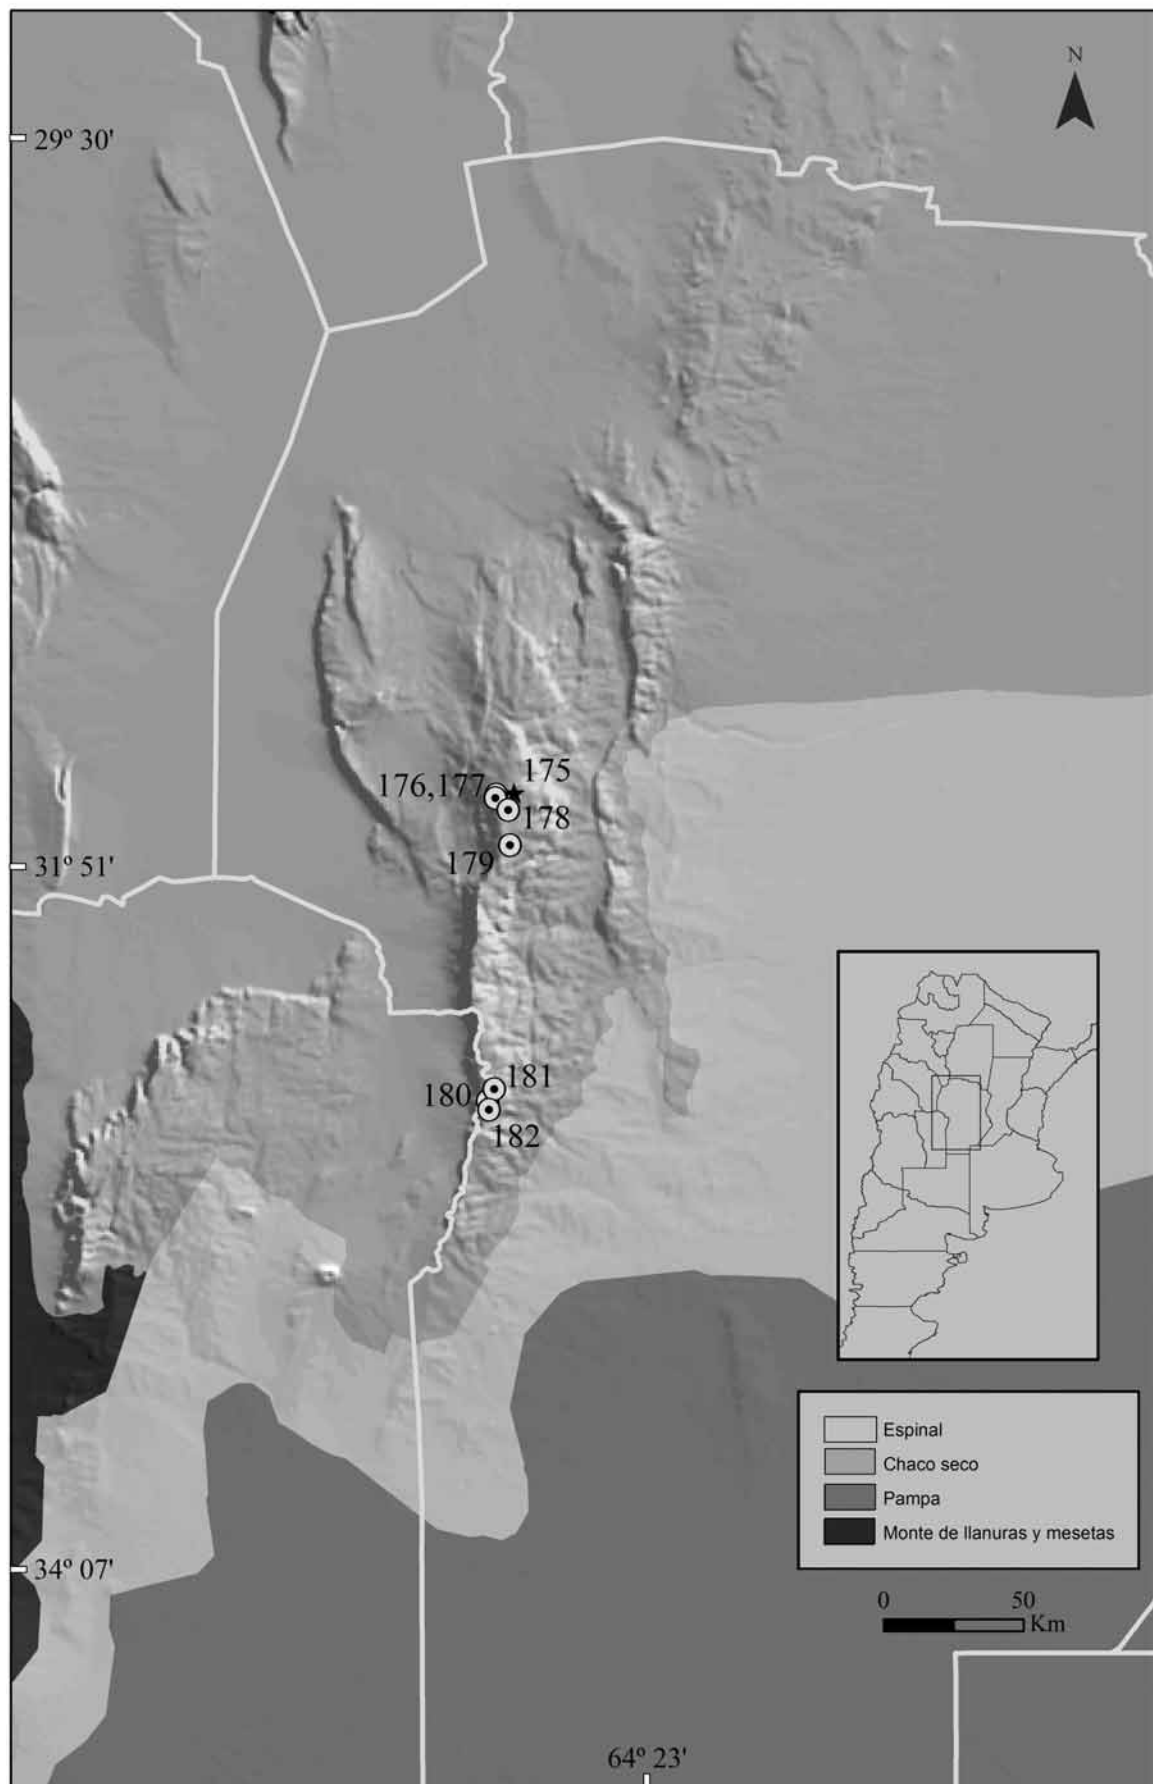 N
29º 30'
175
176,177
178
179
31º 51'
181
180
182
Espinal
Chaco seco
Pampa
Monte de llanuras y mesetas
34º 07'
0 50
Km
64º 23'